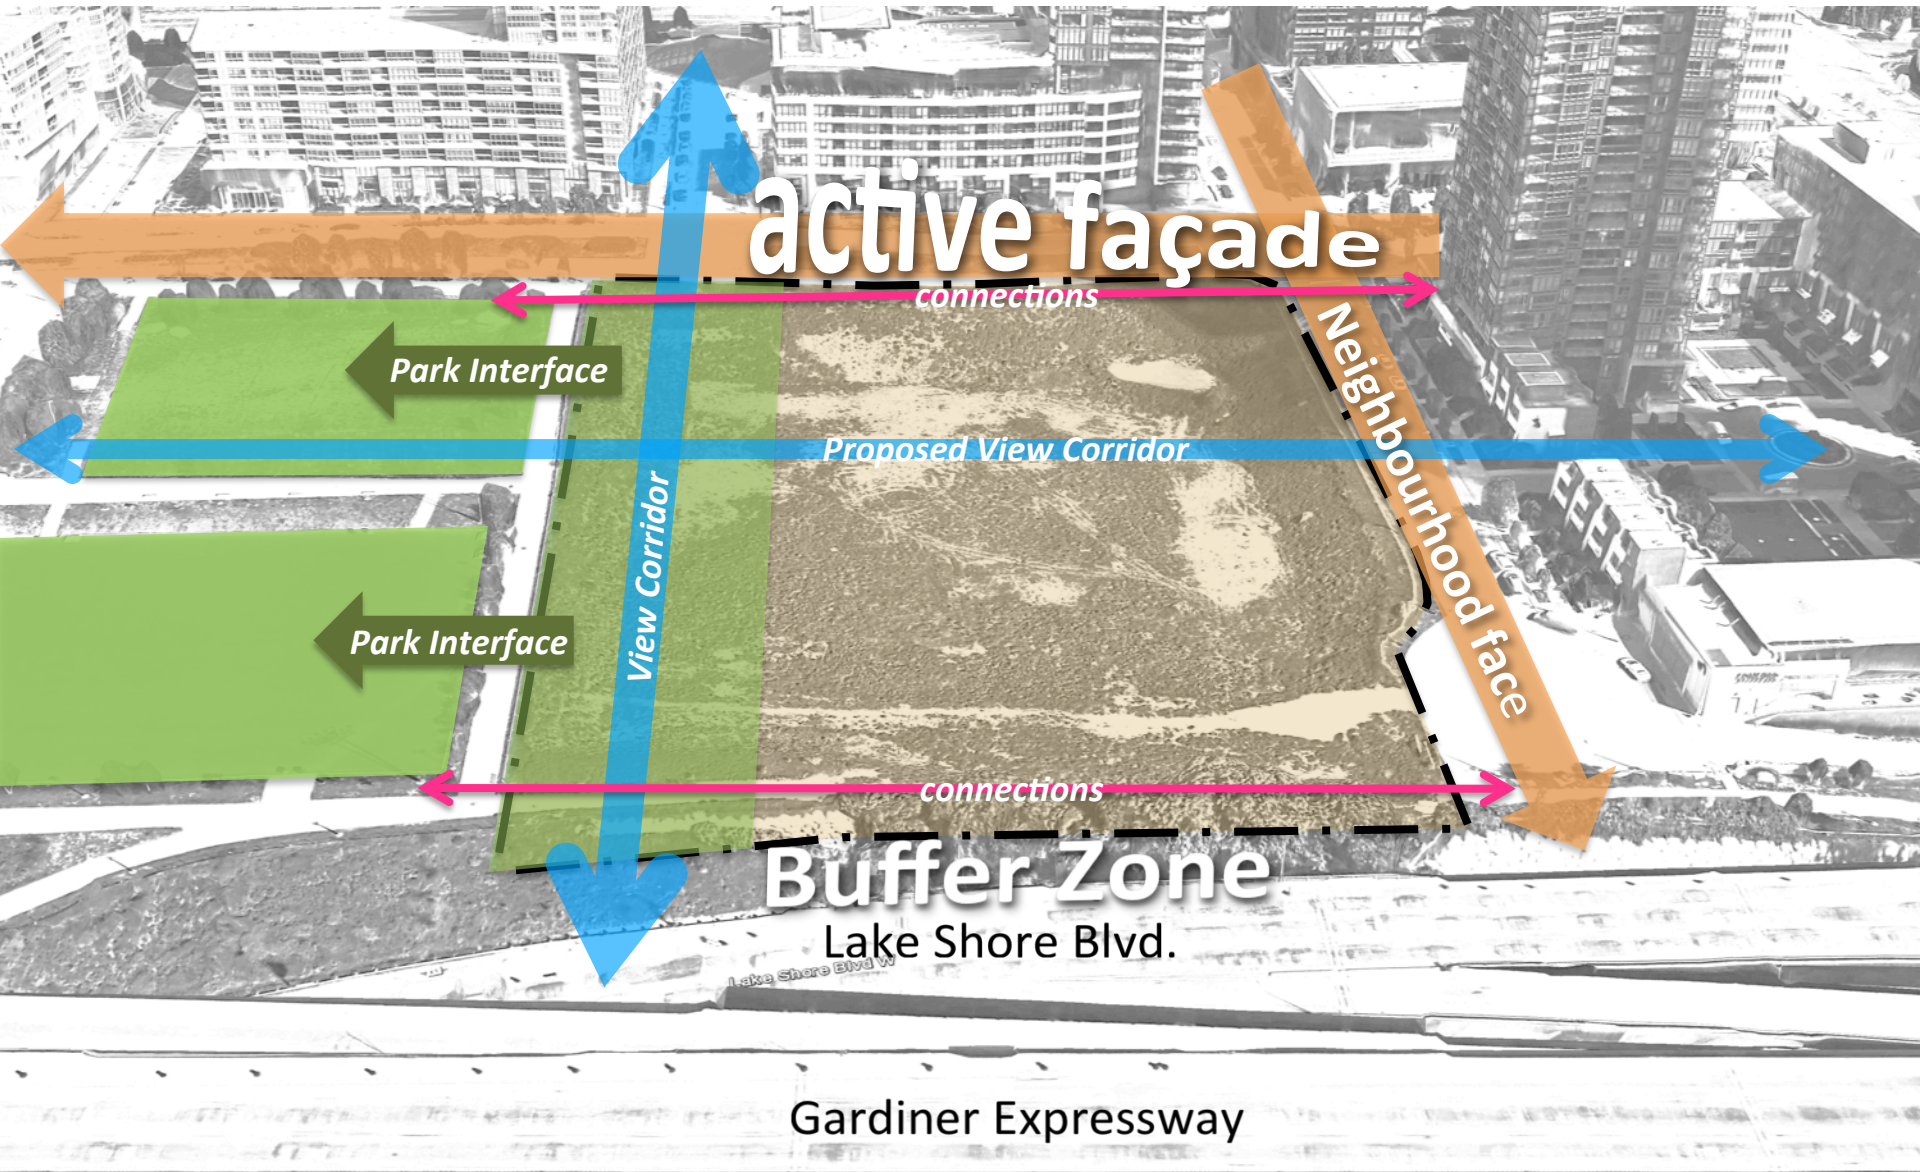 active façade
connections
Park Interface
Neighbourhood face
Proposed View Corridor
View Corridor
Park Interface
connections
Buffer Zone
Lake Shore Blvd.
Lake Shore Blvd W
Gardiner Expressway